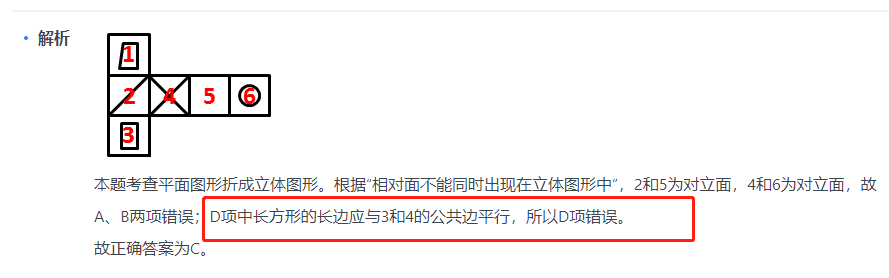 解析
1
2 4 5 6
3
本题考查平面图形折成立体图形。根据“相对面不能同时出现在立体图形中”，2和5为对立面，4和6为对立面，故
A、B两项错误；D项中长方形的长边应与3和4的公共边平行，所以D项错误。
故正确答案为C。